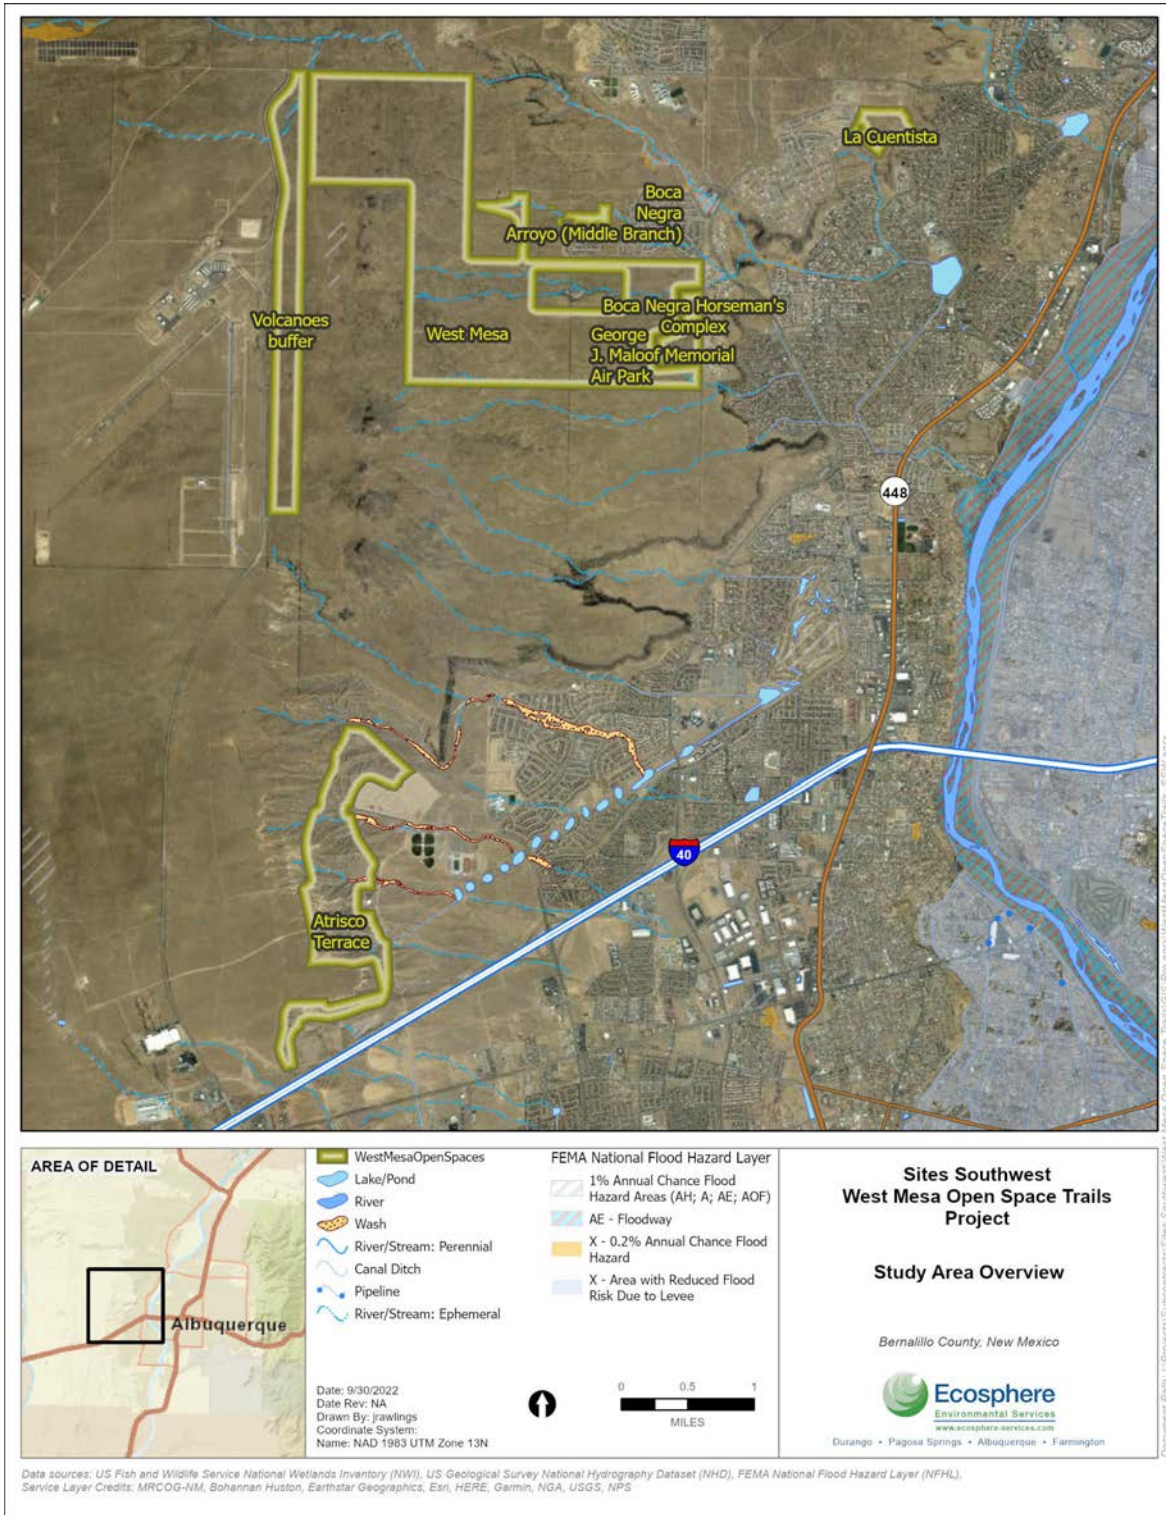 La Cuentista
Boca
Negra
Arroyo (Middle Branch)
Volcanoes
buffer
West Mesa
Boca Negra Horseman's
Complex
George
J. Maloof Memorial
Air Park
448
40
Atrisco
Terrace
AREA OF DETAIL
Albuquerque
WestMesaOpenSpaces
Lake/Pond
River
Wash
River/Stream: Perennial
Canal Ditch
Pipeline
River/Stream: Ephemeral
Date: 9/30/2022
Date Rev: NA
Drawn By: jrawlings
Coordinate System:
Name: NAD 1983 UTM Zone 13N
FEMA National Flood Hazard Layer
1% Annual Chance Flood
Hazard Areas (AH; A; AE; AOF)
AE - Floodway
X - 0.2% Annual Chance Flood
Hazard
X - Area with Reduced Flood
Risk Due to Levee
0 0.5 1
MILES
Sites Southwest
West Mesa Open Space Trails
Project
Study Area Overview
Bernalillo County, New Mexico
Ecosphere
Environmental Services
www.ecosphere-services.com
Durango • Pagosa Springs • Albuquerque • Farmington
Data sources: US Fish and Wildlife Service National Wetlands Inventory (NWI), US Geological Survey National Hydrography Dataset (NHD), FEMA National Flood Hazard Layer (NFHL),
Service Layer Credits: MRCOG-NM, Bohannan Huston, Earthstar Geographics, Esri, HERE, Garmin, NGA, USGS, NPS